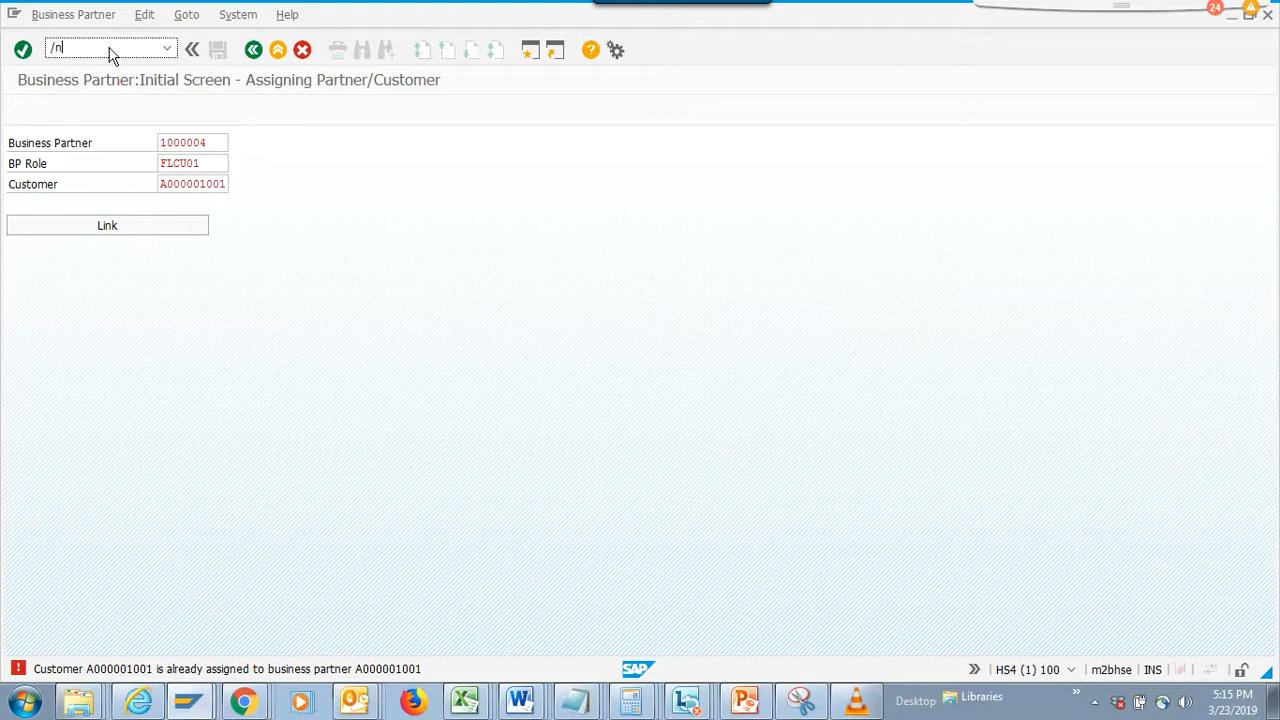 24
Business Partner Edit Goto System Help
/n
Business Partner:Initial Screen - Assigning Partner/Customer
Business Partner 1000004
BP Role FLCU01
Customer A000001001
Link
Customer A000001001 is already assigned to business partner A000001001
SAP
HS4 (1) 100 m2bhse INS
Desktop Libraries
5:15 PM
3/23/2019